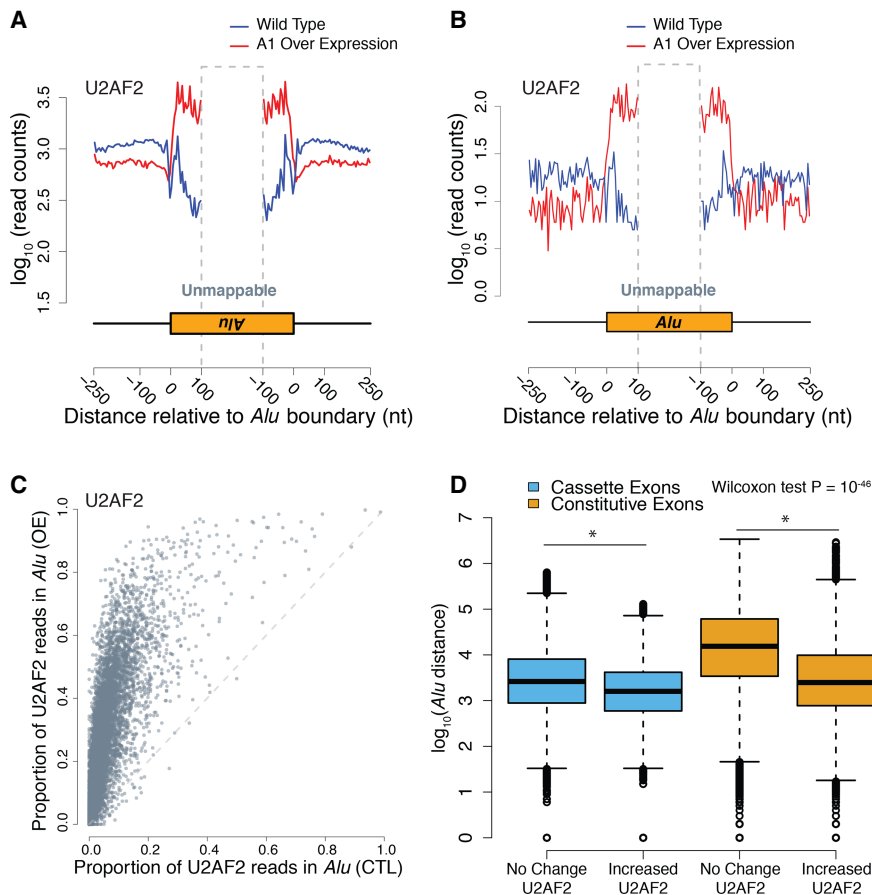 A
Wild Type
A1 Over Expression
U2AF2
log10 (read counts)
3.5
3.0
2.5
2.0
1.5
Unmappable
Alu
−250
−100
0
100
−100
0
100
250
Distance relative to Alu boundary (nt)
B
Wild Type
A1 Over Expression
U2AF2
log10 (read counts)
2.0
1.5
1.0
0.5
0.0
Unmappable
Alu
−250
−100
0
100
−100
0
100
250
Distance relative to Alu boundary (nt)
C
U2AF2
Proportion of U2AF2 reads in Alu (OE)
1.0
0.8
0.6
0.4
0.2
0.0
0.0
0.2
0.4
0.6
0.8
1.0
Proportion of U2AF2 reads in Alu (CTL)
D
Cassette Exons
Constitutive Exons
Wilcoxon test P = 10-46
*
*
log10(Alu distance)
7
6
5
4
3
2
1
0
No Change
U2AF2
Increased
U2AF2
No Change
U2AF2
Increased
U2AF2